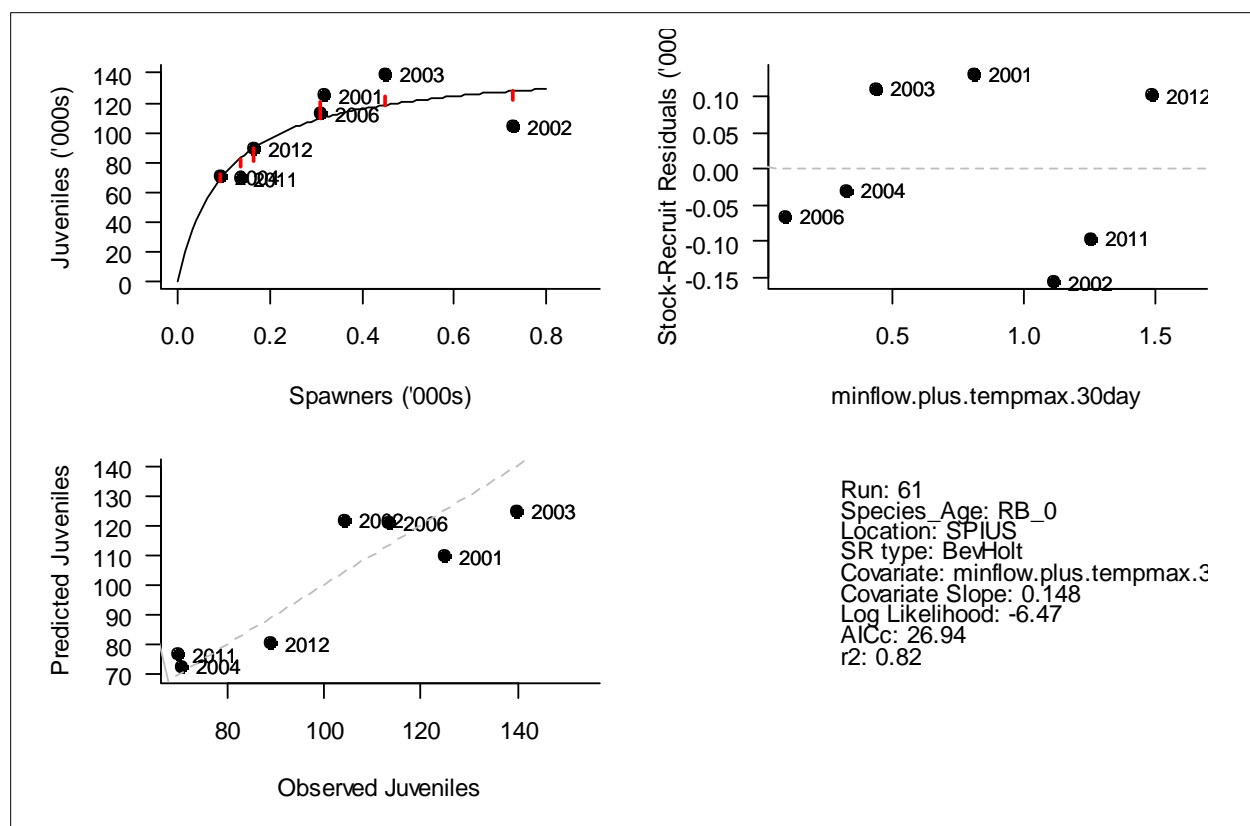 140
120
100
80
60
40
20
0
Juveniles ('000s)
2003
2001
2006
2002
2012
2004
2011
0.0 0.2 0.4 0.6 0.8
Spawners ('000s)
Stock-Recruit Residuals ('000
0.10
0.05
0.00
-0.05
-0.10
-0.15
2001
2003
2012
2004
2006
2011
2002
0.5 1.0 1.5
minflow.plus.tempmax.30day
140
130
120
110
100
90
80
70
Predicted Juveniles
2003
2002
2006
2001
2012
2011
2004
80 100 120 140
Observed Juveniles
Run: 61
Species_Age: RB_0
Location: SPIUS
SR type: BevHolt
Covariate: minflow.plus.tempmax.3
Covariate Slope: 0.148
Log Likelihood: -6.47
AICc: 26.94
r2: 0.82